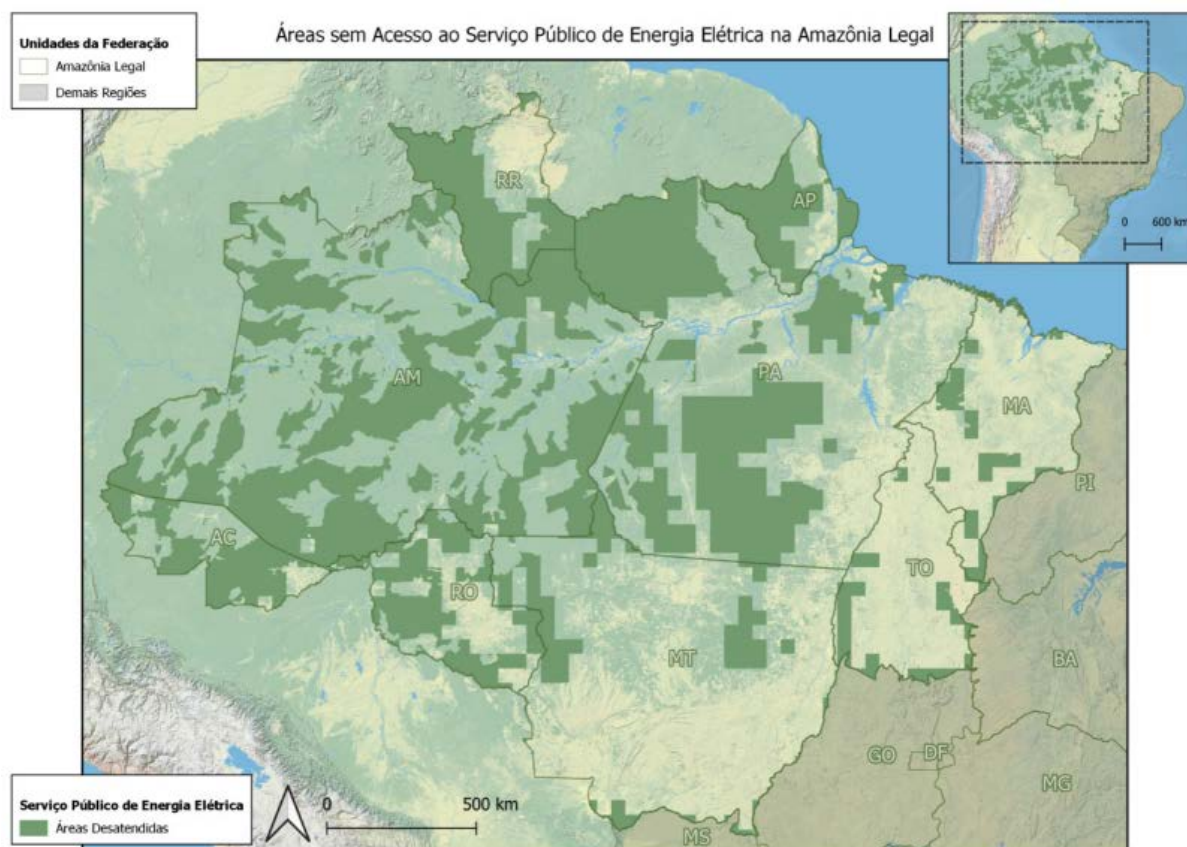 Áreas sem Acesso ao Serviço Público de Energia Elétrica na Amazônia Legal
Unidades da Federação
Amazônia Legal
Demais Regiões
0 600 km
RR
AP
AM
PA
MA
PI
AC
TO
RO
BA
MT
GO
DF
MG
MS
Serviço Público de Energia Elétrica
Áreas Desatendidas
0 500 km